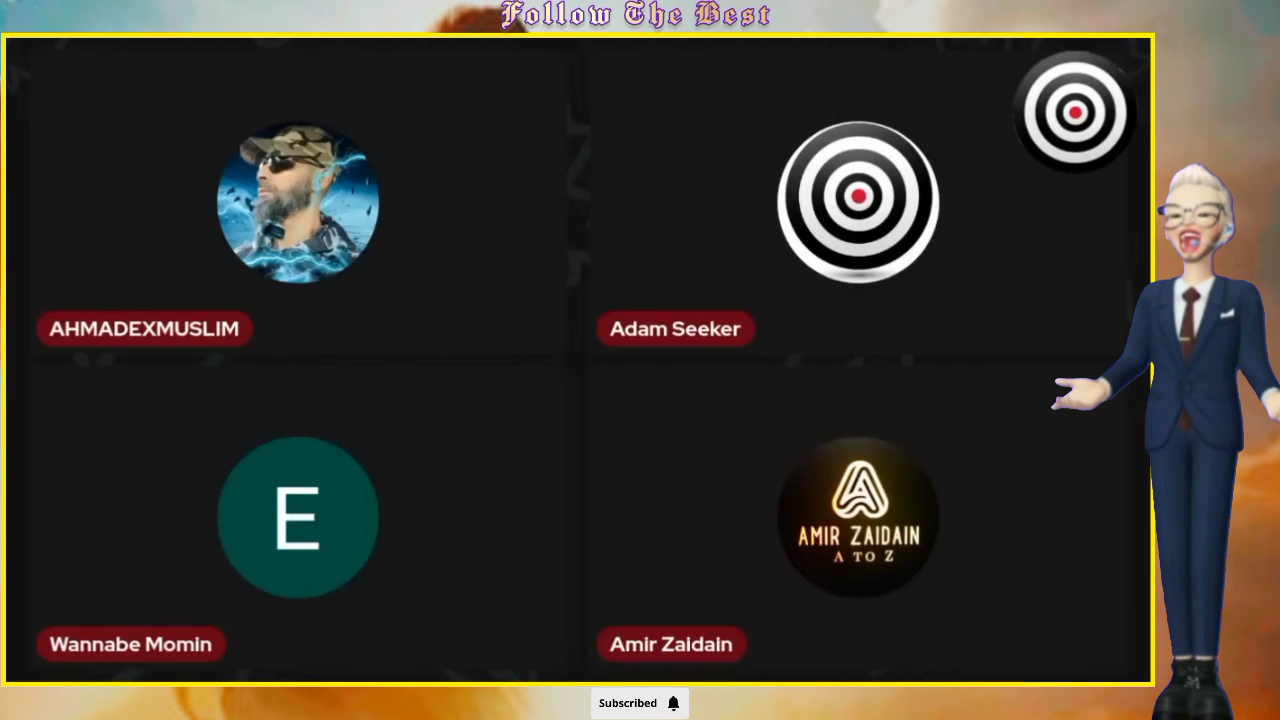 Follow The Best
AHMADEXMUSLIM
Adam Seeker
E
Wannabe Momin
AMIR ZAIDAIN
A TO Z
Amir Zaidain
Subscribed